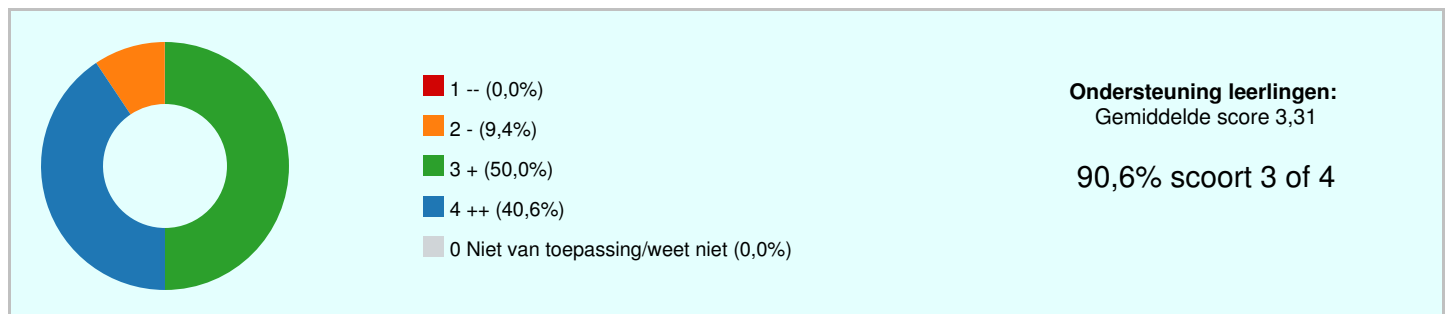 1 -- (0,0%)
2 - (9,4%)
3 + (50,0%)
4 ++ (40,6%)
0 Niet van toepassing/weet niet (0,0%)
Ondersteuning leerlingen:
Gemiddelde score 3,31
90,6% scoort 3 of 4